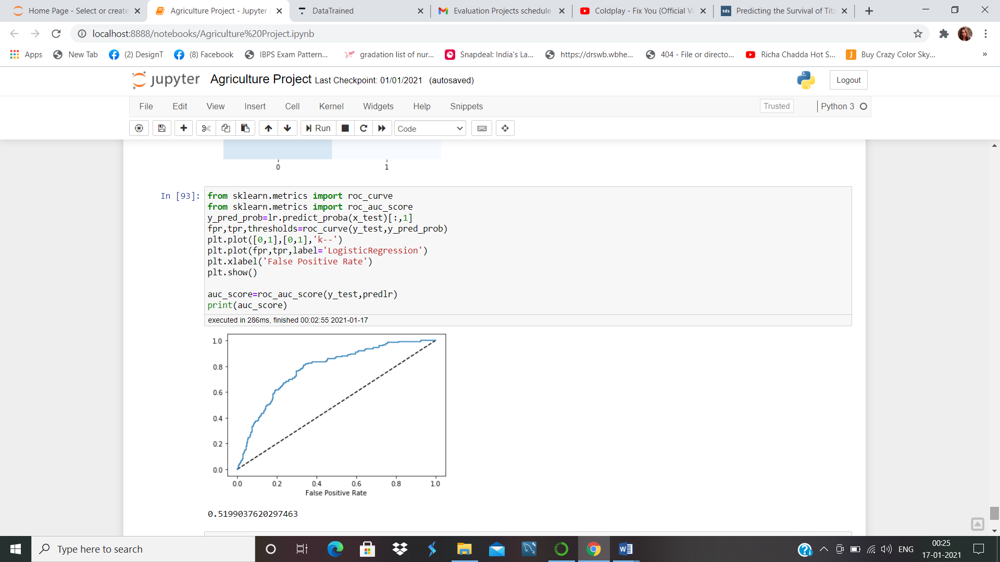 Home Page - Select or create
Agriculture Project - Jupyter
DataTrained
Evaluation Projects schedule
Coldplay - Fix You (Official Vi
tds Predicting the Survival of Tita
localhost:8888/notebooks/Agriculture%20Project.ipynb
Apps
New Tab
(2) DesignT
(8) Facebook
IBPS Exam Pattern...
gradation list of nur...
Snapdeal: India's La...
https://drswb.wbhe...
404 - File or directo...
Richa Chadda Hot S...
J Buy Crazy Color Sky...
»
jupyter Agriculture Project Last Checkpoint: 01/01/2021 (autosaved)
Logout
File Edit View Insert Cell Kernel Widgets Help Snippets
Trusted
Python 3
Run
Code
0 1
In [93]:
from sklearn.metrics import roc_curve
from sklearn.metrics import roc_auc_score
y_pred_prob=lr.predict_proba(x_test)[:,1]
fpr,tpr,thresholds=roc_curve(y_test,y_pred_prob)
plt.plot([0,1],[0,1],'k--')
plt.plot(fpr,tpr,label='LogisticRegression')
plt.xlabel('False Positive Rate')
plt.show()
auc_score=roc_auc_score(y_test,predlr)
print(auc_score)
executed in 286ms, finished 00:02:55 2021-01-17
1.0
0.8
0.6
0.4
0.2
0.0
0.0 0.2 0.4 0.6 0.8 1.0
False Positive Rate
0.5199037620297463
Type here to search
ENG
00:25
17-01-2021